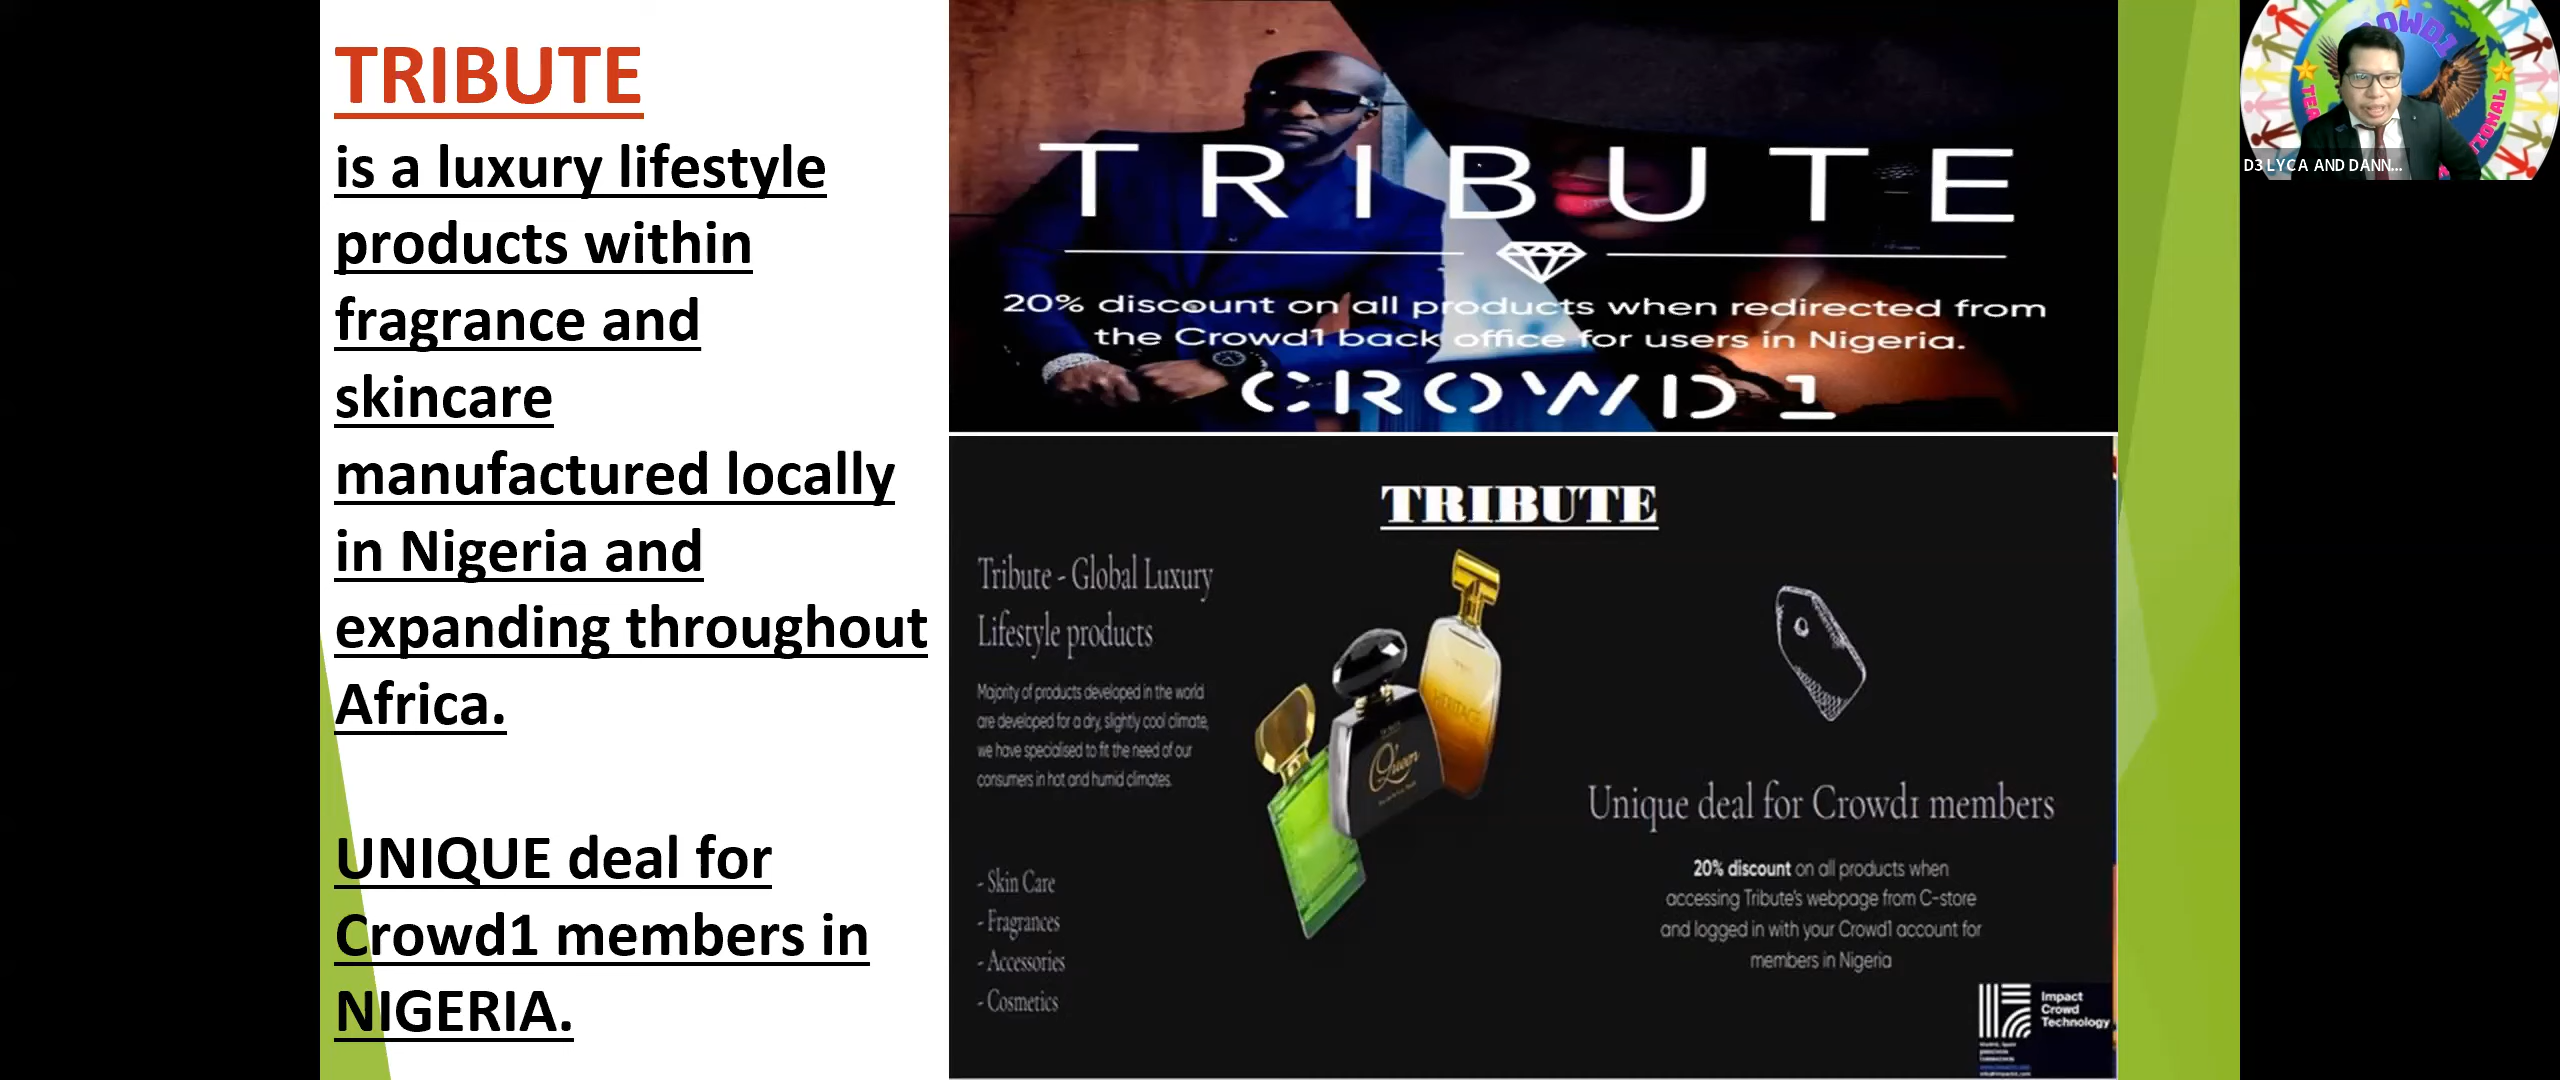 TRIBUTE
is a luxury lifestyle
products within
fragrance and
skincare
manufactured locally
in Nigeria and
expanding throughout
Africa.
UNIQUE deal for
Crowd1 members in
NIGERIA.
TRIBUTE
20% discount on all products when redirected from
the Crowd1 back office for users in Nigeria.
CROWD1
TRIBUTE
Tribute - Global Luxury
Lifestyle products
Majority of products developed in the world
are developed for a dry, slightly cool climate,
we have specialised to fit the need of our
consumers in hot and humid climates.
- Skin Care
- Fragrances
- Accessories
- Cosmetics
HERITAGE
Queen
Unique deal for Crowd1 members
20% discount on all products when
accessing Tribute's webpage from C-store
and logged in with your Crowd1 account for
members in Nigeria
Impact
Crowd
Technology
D3 LYCA AND DANN...